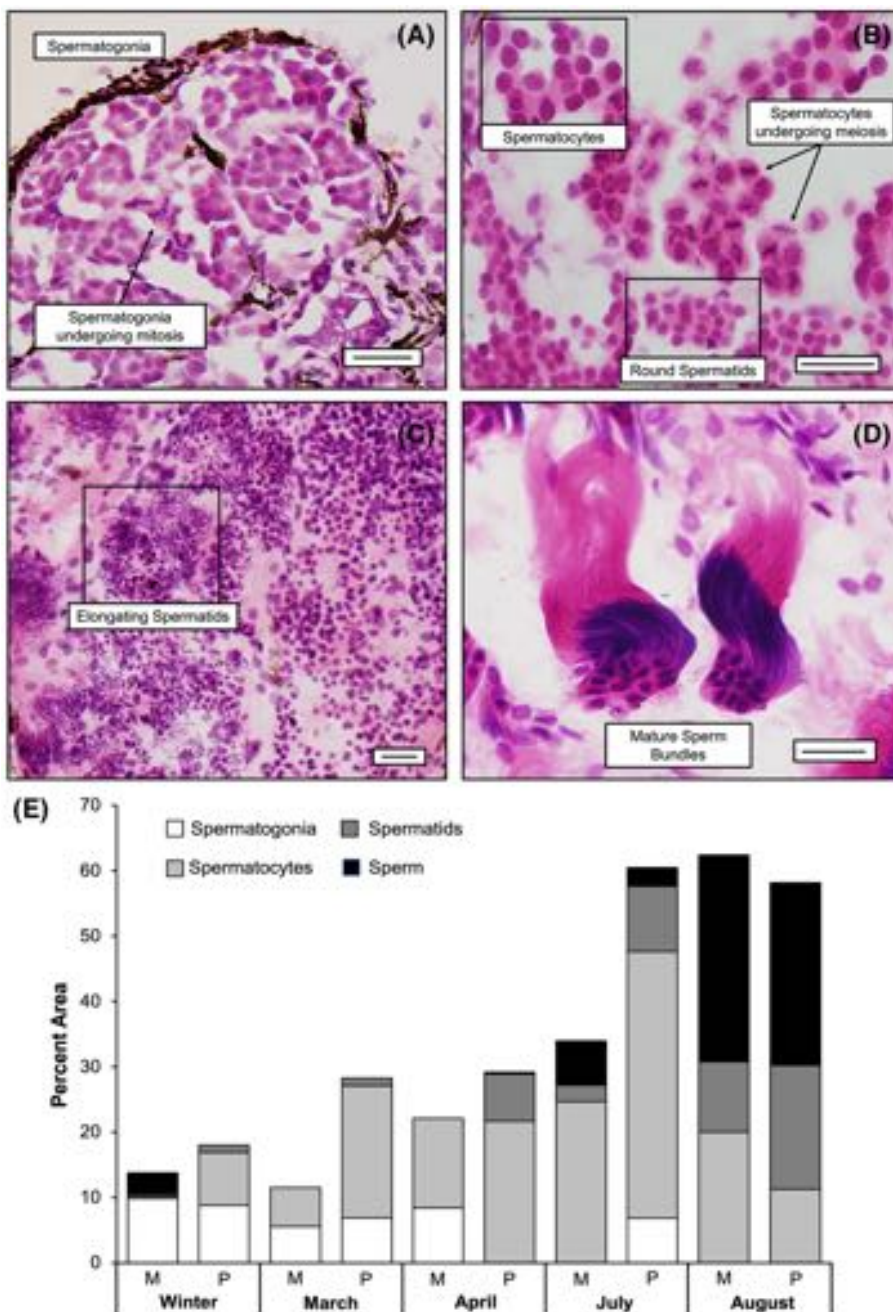 (A)
Spermatogonia
Spermatogonia
undergoing mitosis
(B)
Spermatocytes
Spermatocytes
undergoing meiosis
Round Spermatids
(C)
Elongating Spermatids
(D)
Mature Sperm
Bundles
(E)
70
60
50
40
30
20
10
0
Percent Area
Spermatogonia
Spermatids
Spermatocytes
Sperm
M P M P M P M P M P
Winter March April July August